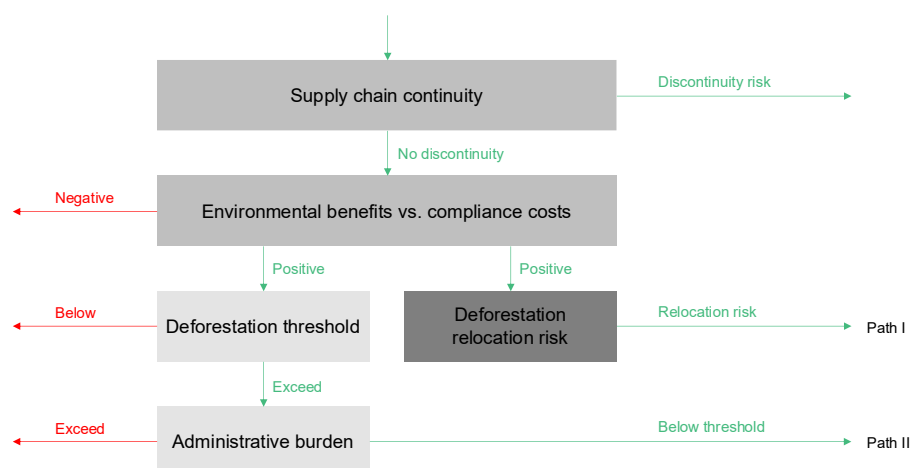 Supply chain continuity
Discontinuity risk
No discontinuity
Negative
Environmental benefits vs. compliance costs
Positive
Positive
Below
Deforestation threshold
Deforestation
relocation risk
Relocation risk
Path I
Exceed
Exceed
Administrative burden
Below threshold
Path II